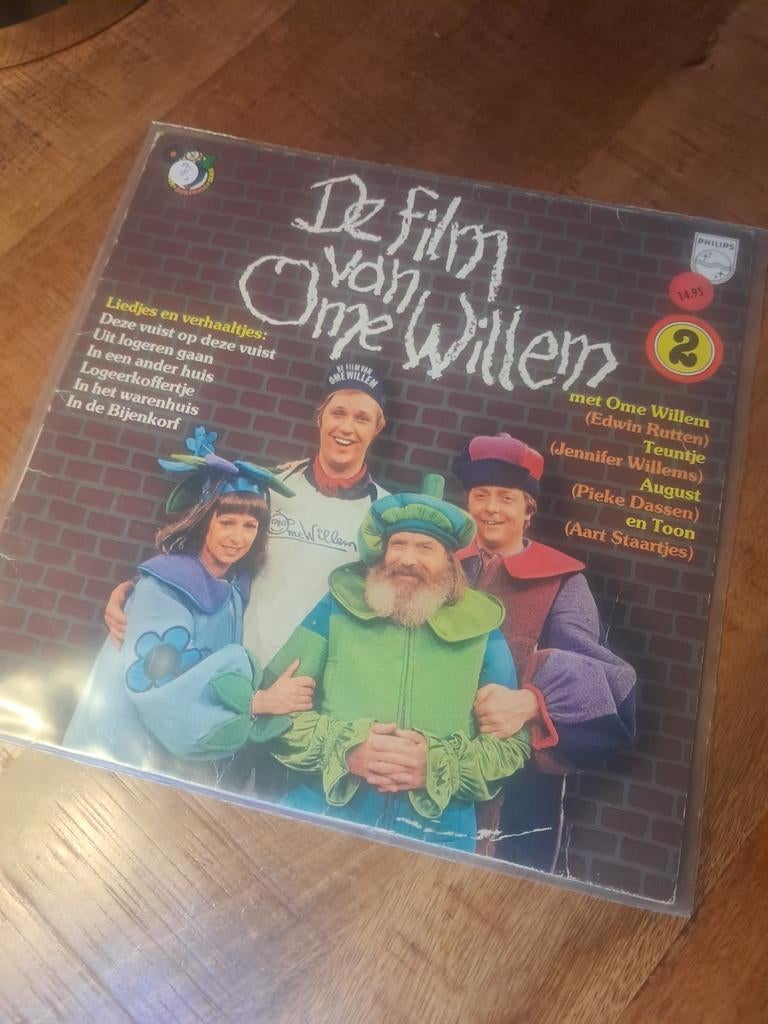 De film
van
Ome Willem
PHILIPS
14.95
2
Liedjes en verhaaltjes:
Deze vuist op deze vuist
Uit logeren gaan
In een ander huis
Logeerkoffertje
In het warenhuis
In de Bijenkorf
met Ome Willem
(Edwin Rutten)
Teuntje
(Jennifer Willems)
August
(Pieke Dassen)
en Toon
(Aart Staartjes)
DE FILM VAN
OME WILLEM
Ome Willem